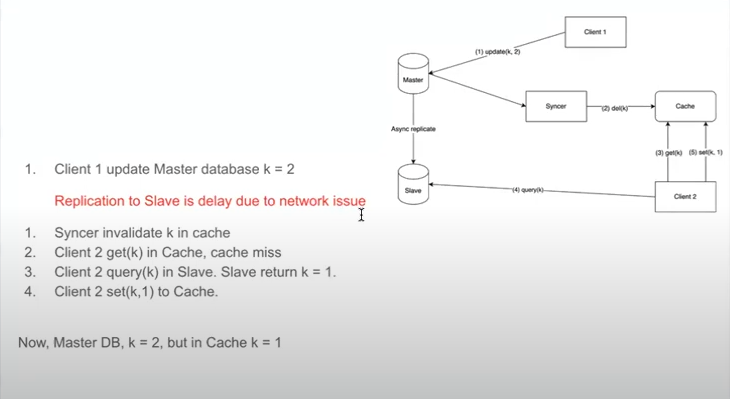 1. Client 1 update Master database k = 2
Replication to Slave is delay due to network issue
1. Syncer invalidate k in cache
2. Client 2 get(k) in Cache, cache miss
3. Client 2 query(k) in Slave. Slave return k = 1.
4. Client 2 set(k,1) to Cache.
Now, Master DB, k = 2, but in Cache k = 1
Client 1
(1) update(k, 2)
Master
Syncer
(2) del(k)
Cache
Async replicate
(3) get(k)
(5) set(k, 1)
Slave
(4) query(k)
Client 2